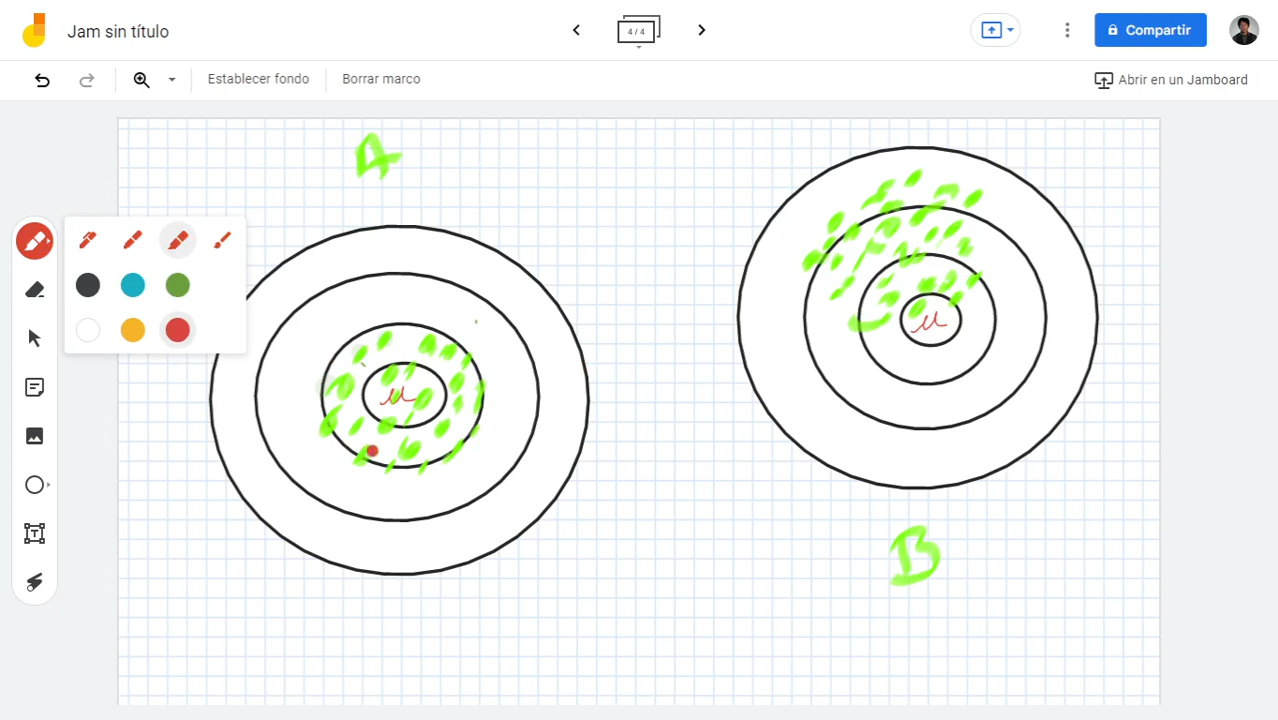 Jam sin título
4 / 4
Compartir
Establecer fondo
Borrar marco
Abrir en un Jamboard
A
μ
μ
B
T